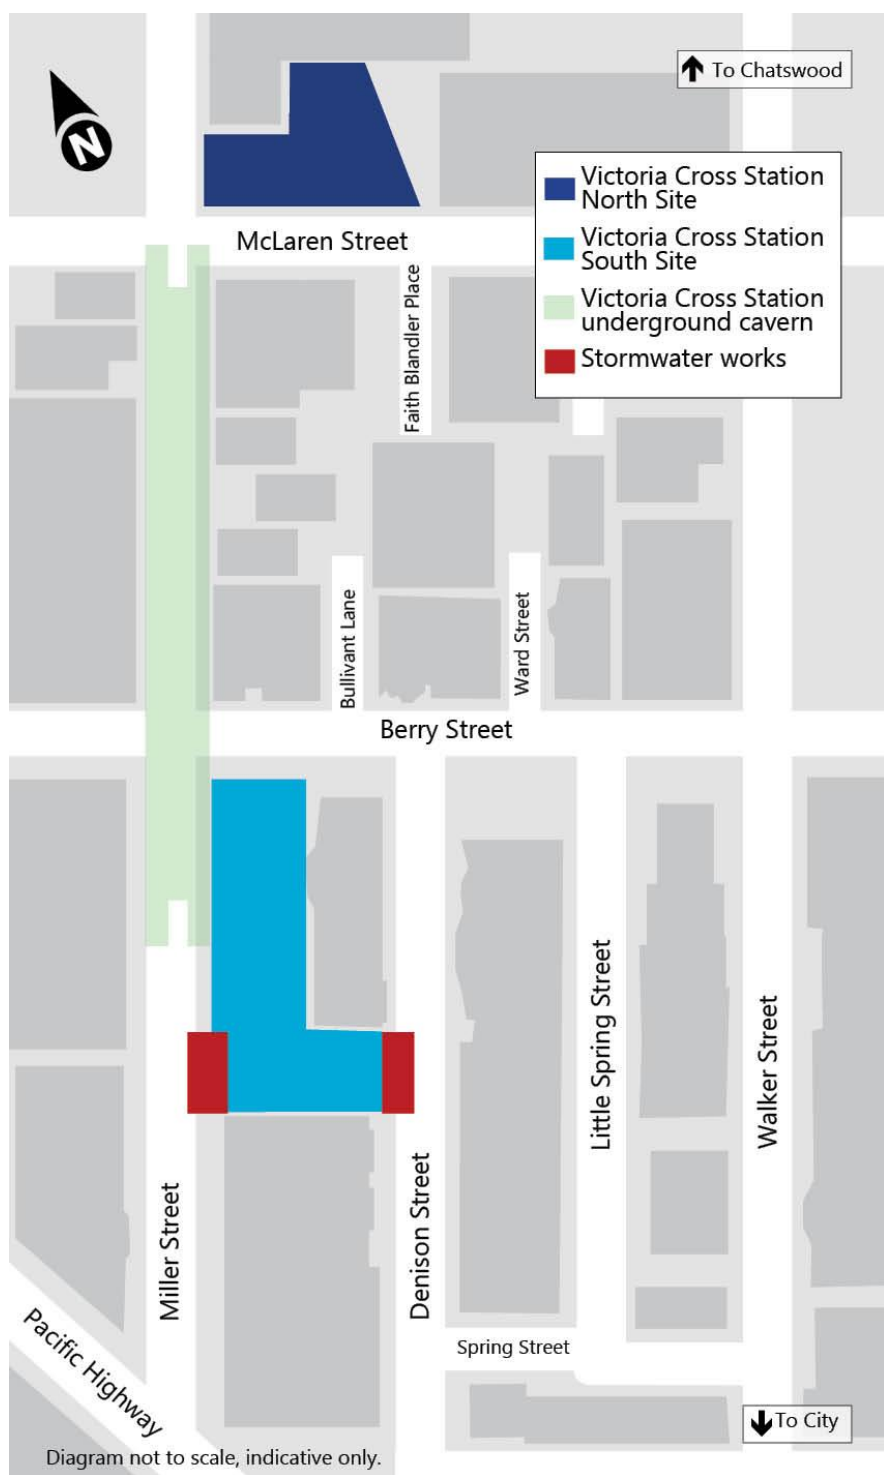 To Chatswood
N
Victoria Cross Station
North Site
Victoria Cross Station
South Site
Victoria Cross Station
underground cavern
Stormwater works
McLaren Street
Faith Blandler Place
Bullivant Lane
Ward Street
Berry Street
Little Spring Street
Walker Street
Miller Street
Denison Street
Pacific Highway
Spring Street
To City
Diagram not to scale, indicative only.